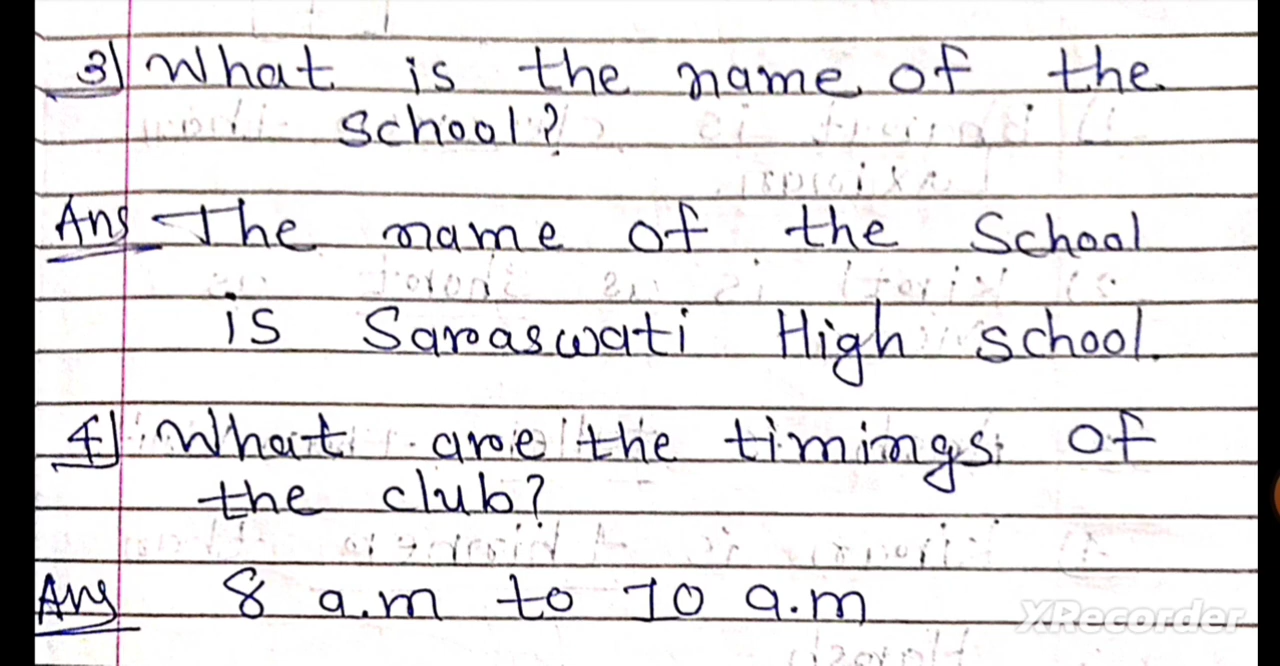 3) What is the name of the
school?
Ans The name of the School
is Saraswati High school.
4) What are the timings of
the club?
Ans 8 a.m to 10 a.m
XRecorder